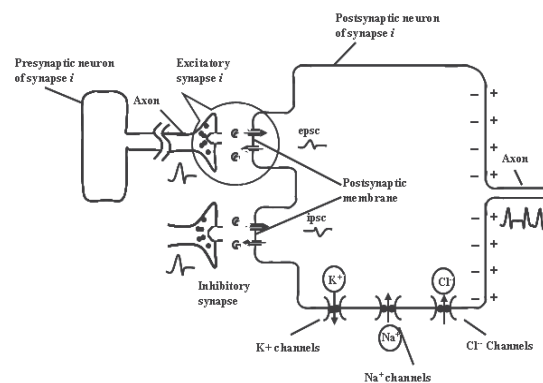 Postsynaptic neuron
of synapse i
Presynaptic neuron
of synapse i
Excitatory
synapse i
Axon
epsc
Axon
Postsynaptic
membrane
ipsc
Inhibitory
synapse
K⁺
Cl⁻
Na⁺
K+ channels
Cl⁻ Channels
Na⁺channels